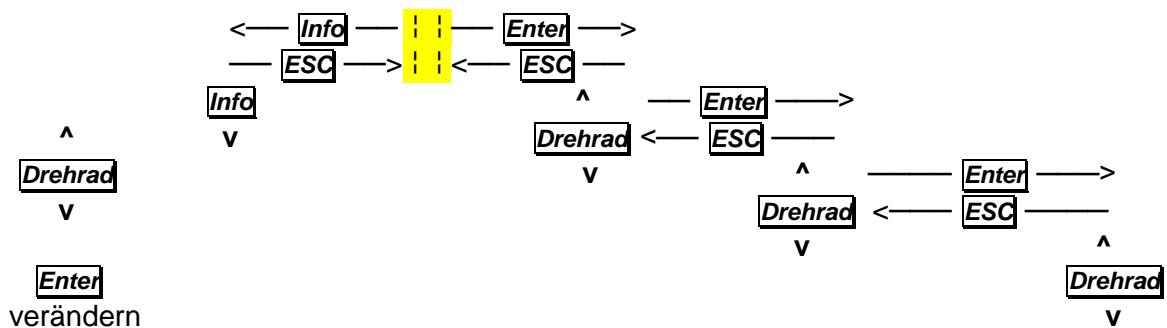 <—— Info —— ¦ ¦ —— Enter ——>
—— ESC ——> ¦ ¦ <—— ESC ——
Info ^ —— Enter ——>
^ v Drehrad <—— ESC ——
Drehrad v ^ —— Enter ——>
v Drehrad <—— ESC ——
v ^
Enter Drehrad
verändern v